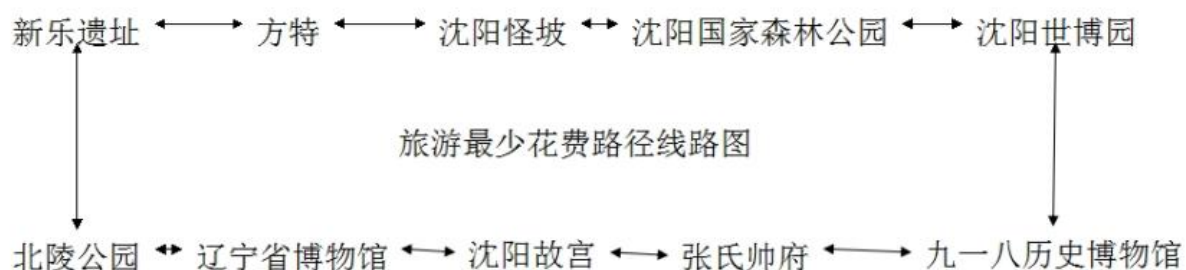 新乐遗址 方特 沈阳怪坡 沈阳国家森林公园 沈阳世博园
旅游最少花费路径线路图
北陵公园 辽宁省博物馆 沈阳故宫 张氏帅府 九一八历史博物馆